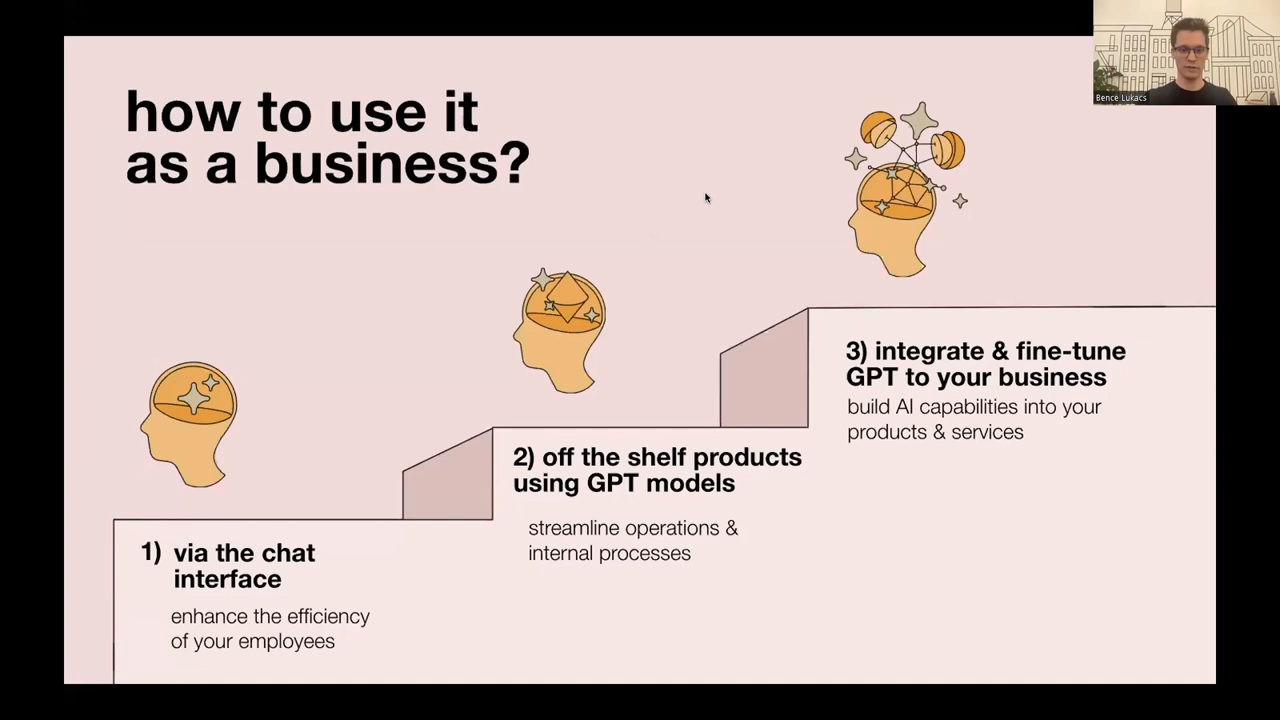 how to use it
as a business?
Bence Lukacs
1) via the chat
interface
enhance the efficiency
of your employees
2) off the shelf products
using GPT models
streamline operations &
internal processes
3) integrate & fine-tune
GPT to your business
build AI capabilities into your
products & services